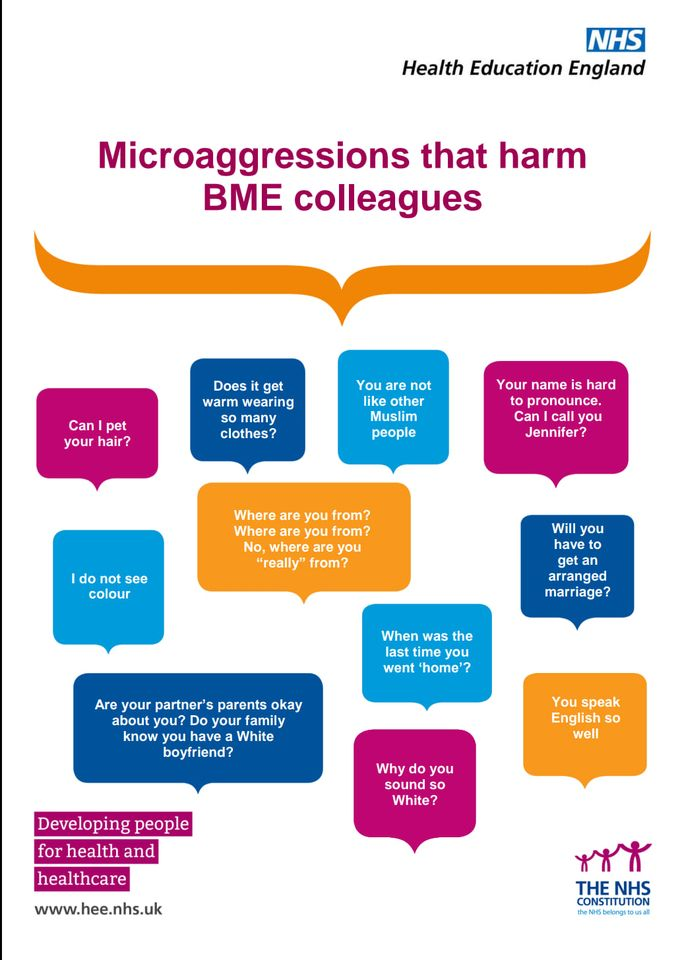 NHS
Health Education England
Microaggressions that harm
BME colleagues
Can I pet
your hair?
Does it get
warm wearing
so many
clothes?
You are not
like other
Muslim
people
Your name is hard
to pronounce.
Can I call you
Jennifer?
Where are you from?
Where are you from?
No, where are you
“really” from?
I do not see
colour
Will you
have to
get an
arranged
marriage?
When was the
last time you
went ‘home’?
Are your partner’s parents okay
about you? Do your family
know you have a White
boyfriend?
You speak
English so
well
Why do you
sound so
White?
Developing people
for health and
healthcare
www.hee.nhs.uk
THE NHS
CONSTITUTION
the NHS belongs to us all